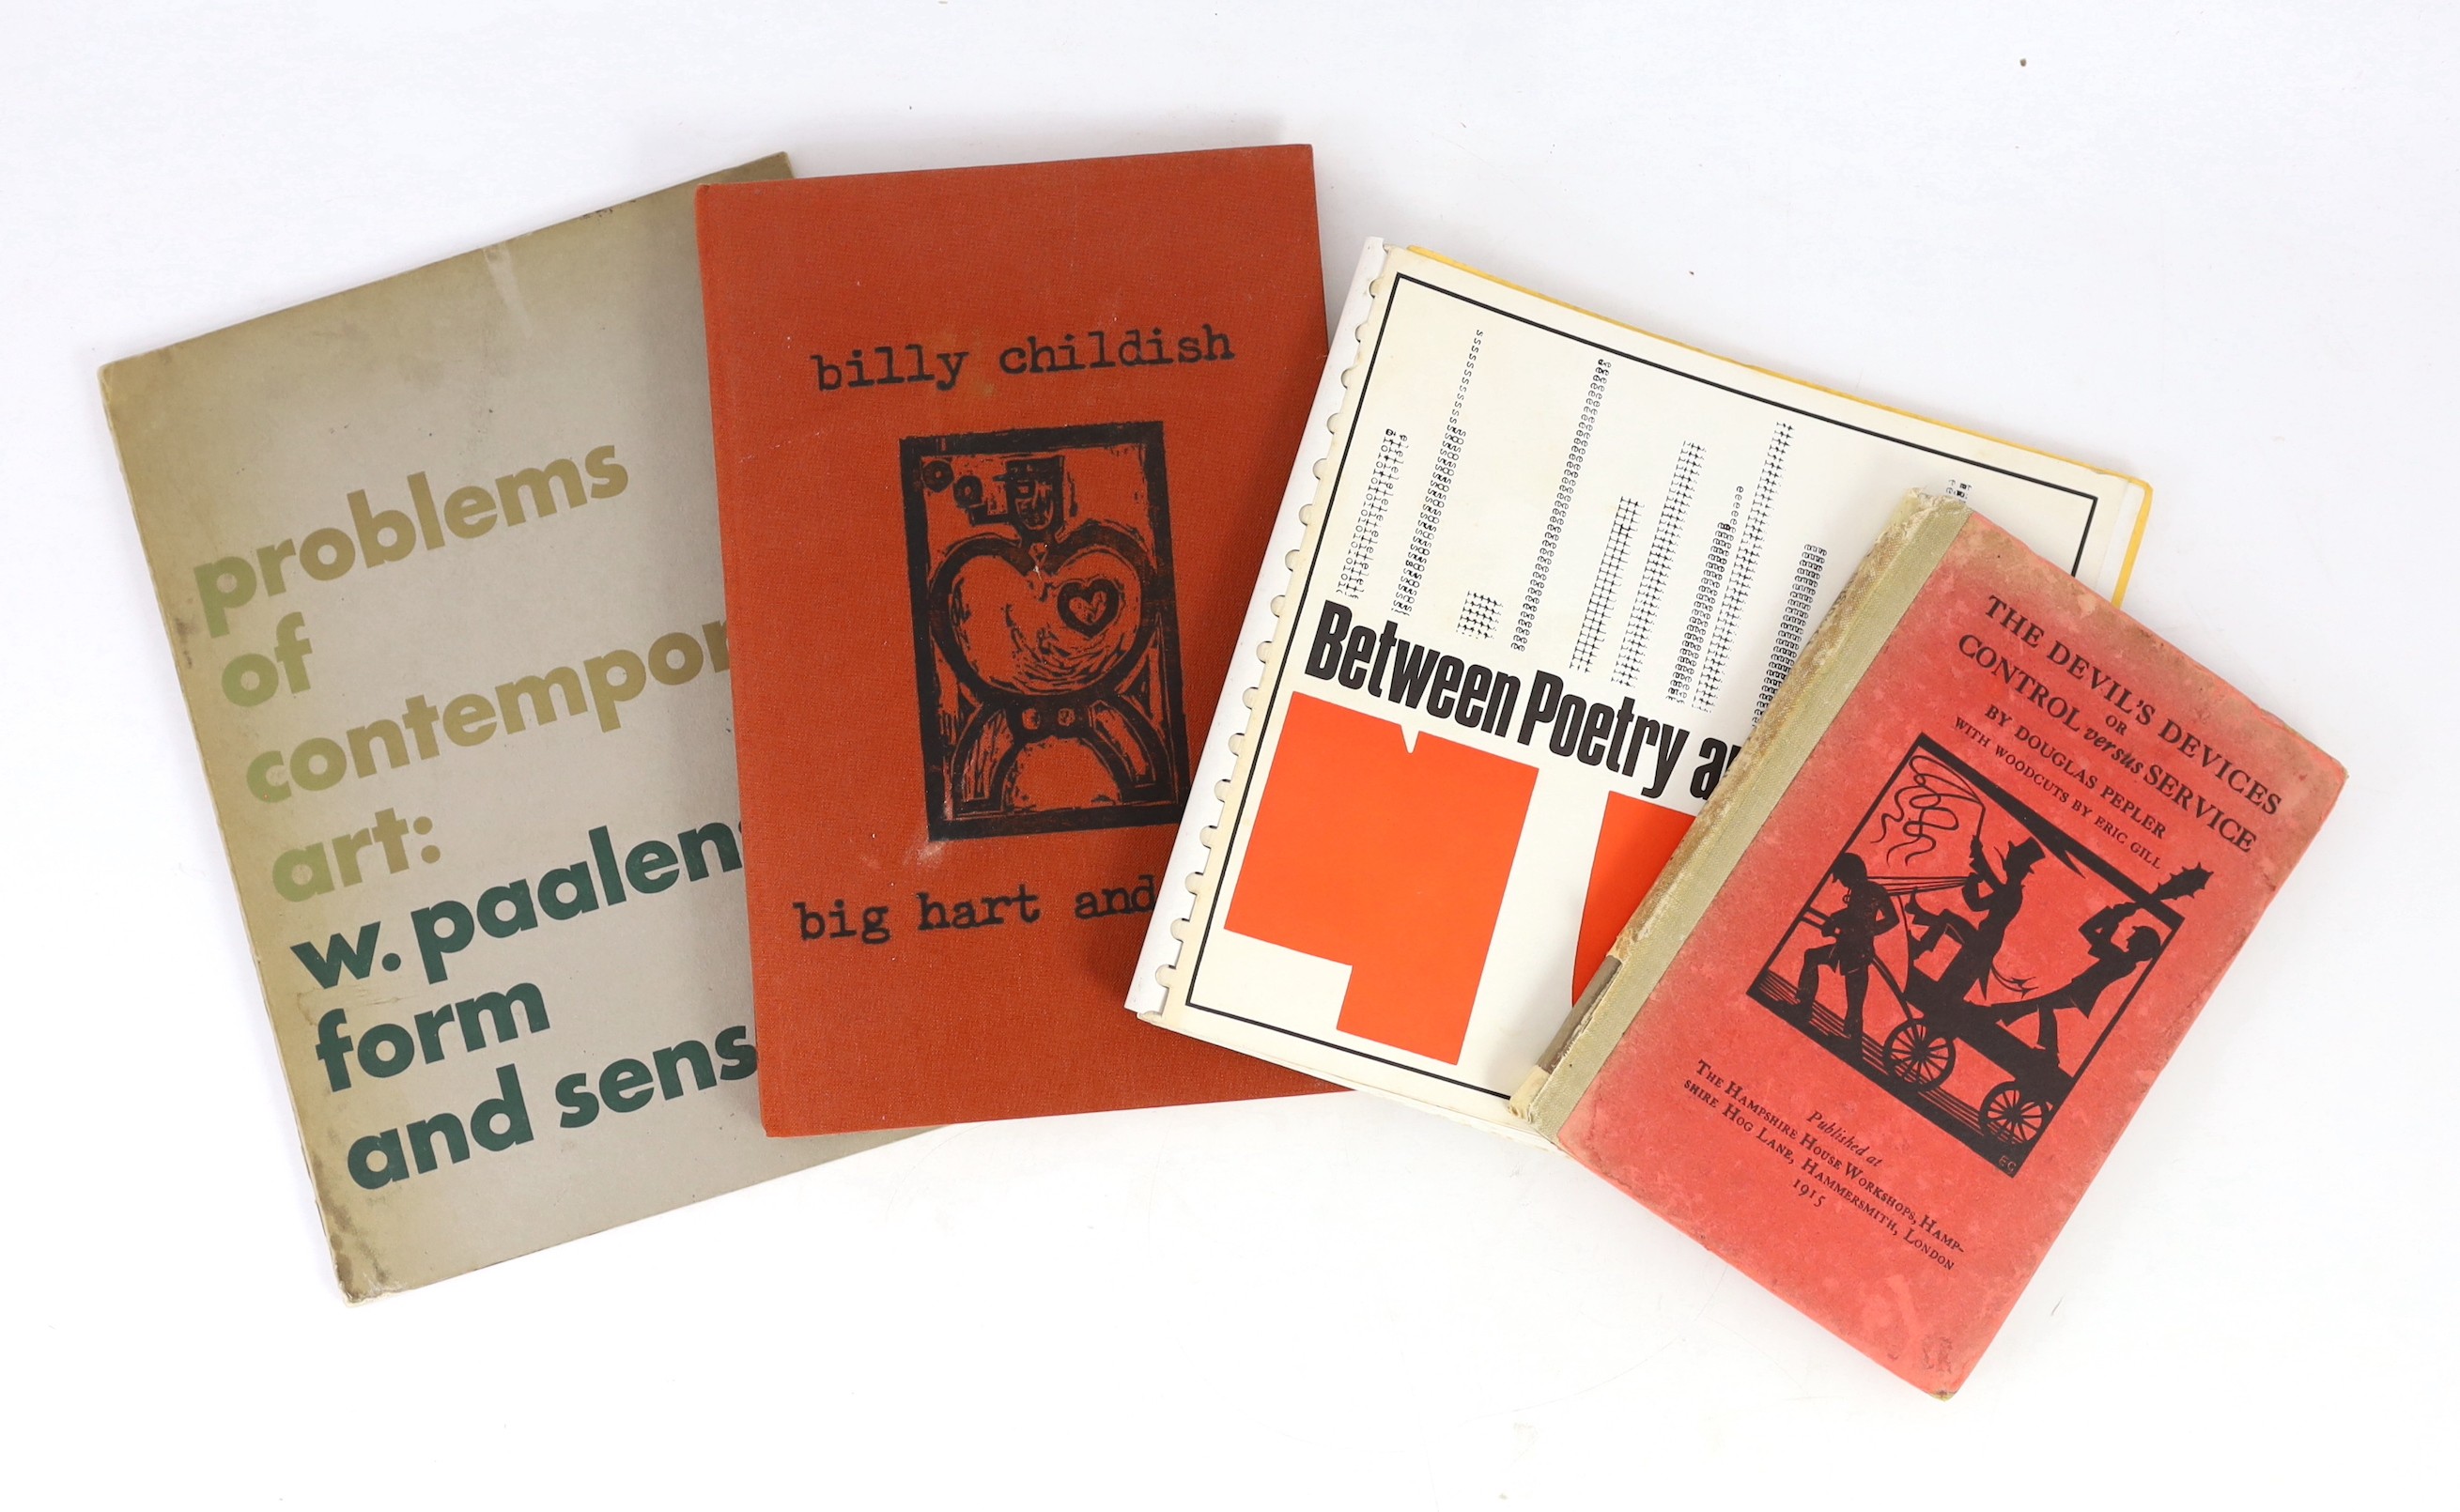 problems
of
contempor
art:
w. paalen:
form
and sens
billy childish
big hart and
Between Poetry a
THE DEVIL'S DEVICES
OR
CONTROL versus SERVICE
BY DOUGLAS PEPLER
WITH WOODCUTS BY ERIC GILL
EG
Published at
THE HAMPSHIRE HOUSE WORKSHOPS, HAMP-
SHIRE HOG LANE, HAMMERSMITH, LONDON
1915